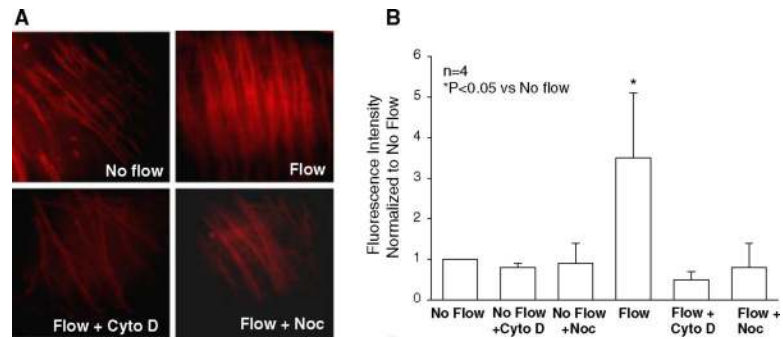 A
No flow
Flow
Flow + Cyto D
Flow + Noc
B
Fluorescence Intensity
Normalized to No Flow
6
5
4
3
2
1
0
n=4
*P<0.05 vs No flow
*
No Flow
No Flow
+Cyto D
No Flow
+Noc
Flow
Flow +
Cyto D
Flow +
Noc